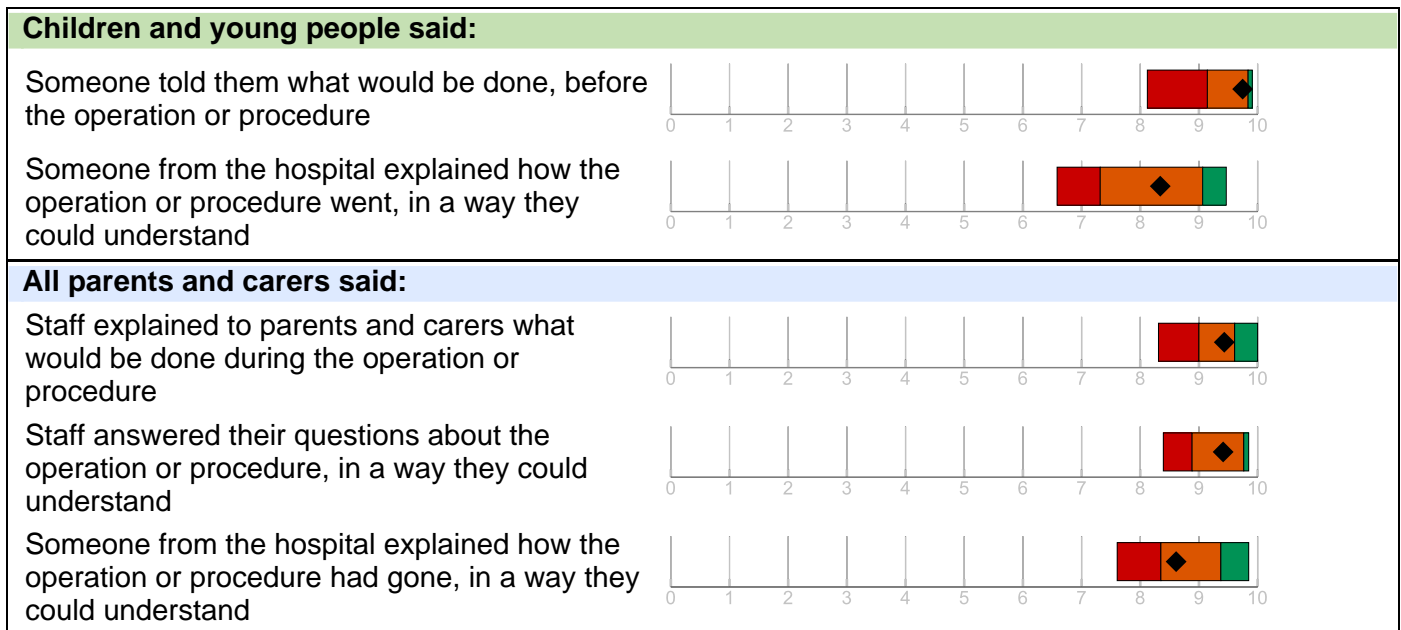 Children and young people said:
Someone told them what would be done, before
the operation or procedure
0 1 2 3 4 5 6 7 8 9 10
Someone from the hospital explained how the
operation or procedure went, in a way they
could understand
0 1 2 3 4 5 6 7 8 9 10
All parents and carers said:
Staff explained to parents and carers what
would be done during the operation or
procedure
0 1 2 3 4 5 6 7 8 9 10
Staff answered their questions about the
operation or procedure, in a way they could
understand
0 1 2 3 4 5 6 7 8 9 10
Someone from the hospital explained how the
operation or procedure had gone, in a way they
could understand
0 1 2 3 4 5 6 7 8 9 10